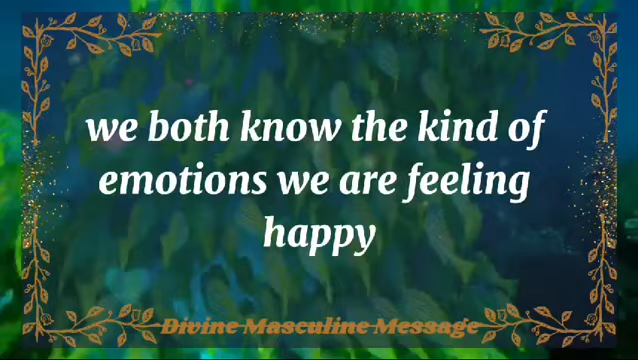 we both know the kind of
emotions we are feeling
happy
Divine Masculine Message